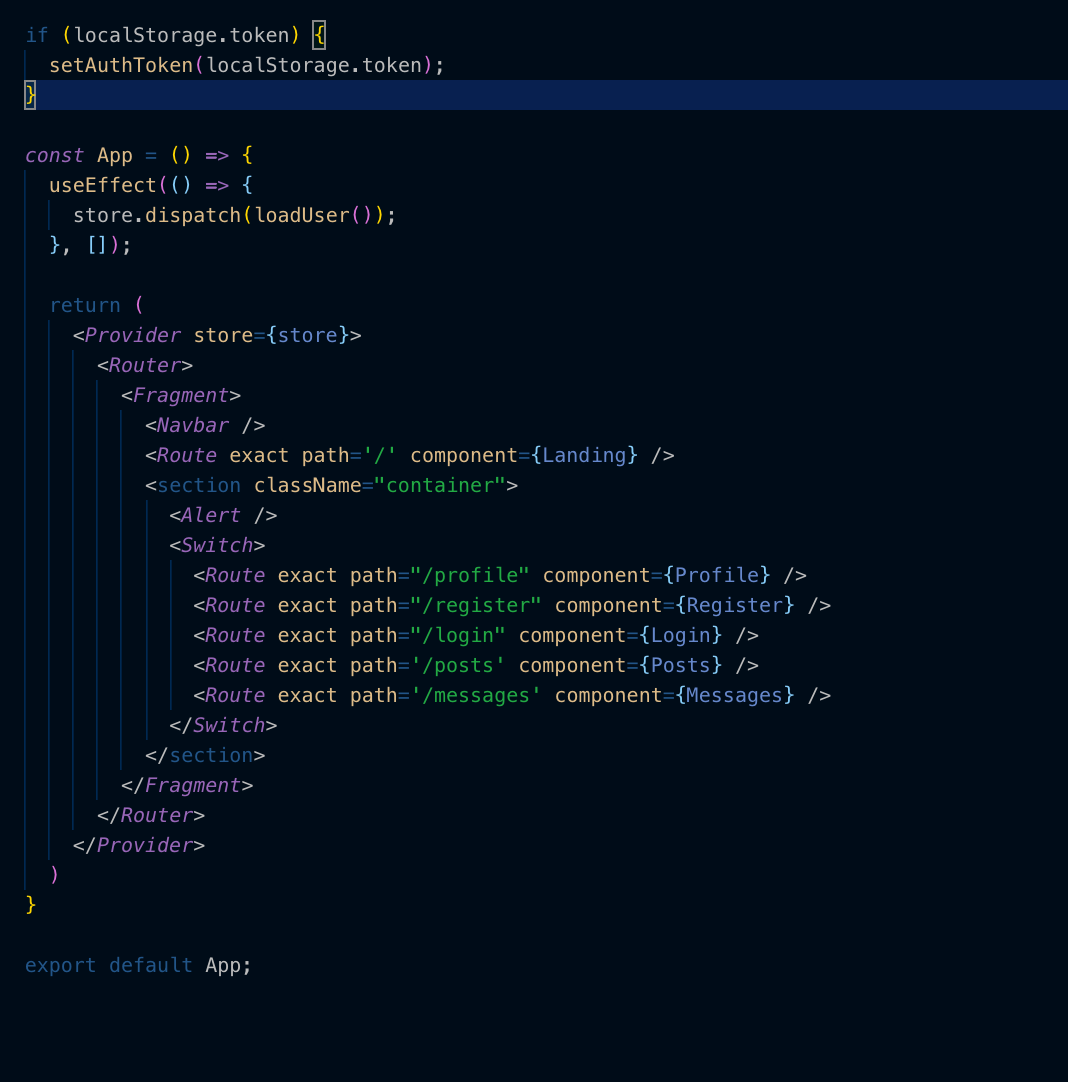 if (localStorage.token) {
  setAuthToken(localStorage.token);
}

const App = () => {
  useEffect(() => {
    store.dispatch(loadUser());
  }, []);

  return (
    <Provider store={store}>
      <Router>
        <Fragment>
          <Navbar />
          <Route exact path='/' component={Landing} />
          <section className="container">
            <Alert />
            <Switch>
              <Route exact path="/profile" component={Profile} />
              <Route exact path="/register" component={Register} />
              <Route exact path="/login" component={Login} />
              <Route exact path='/posts' component={Posts} />
              <Route exact path='/messages' component={Messages} />
            </Switch>
          </section>
        </Fragment>
      </Router>
    </Provider>
  )
}

export default App;